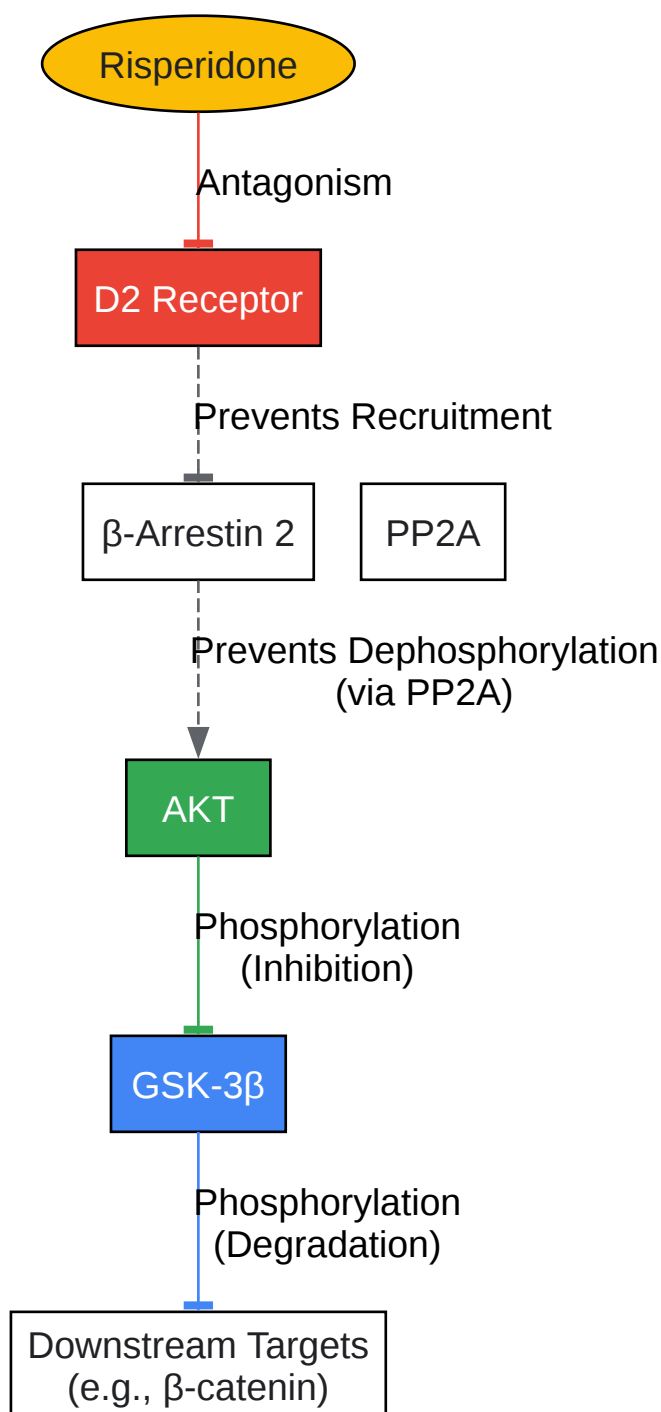 Risperidone
Antagonism
D2 Receptor
Prevents Recruitment
β-Arrestin 2
PP2A
Prevents Dephosphorylation
(via PP2A)
AKT
Phosphorylation
(Inhibition)
GSK-3β
Phosphorylation
(Degradation)
Downstream Targets
(e.g., β-catenin)